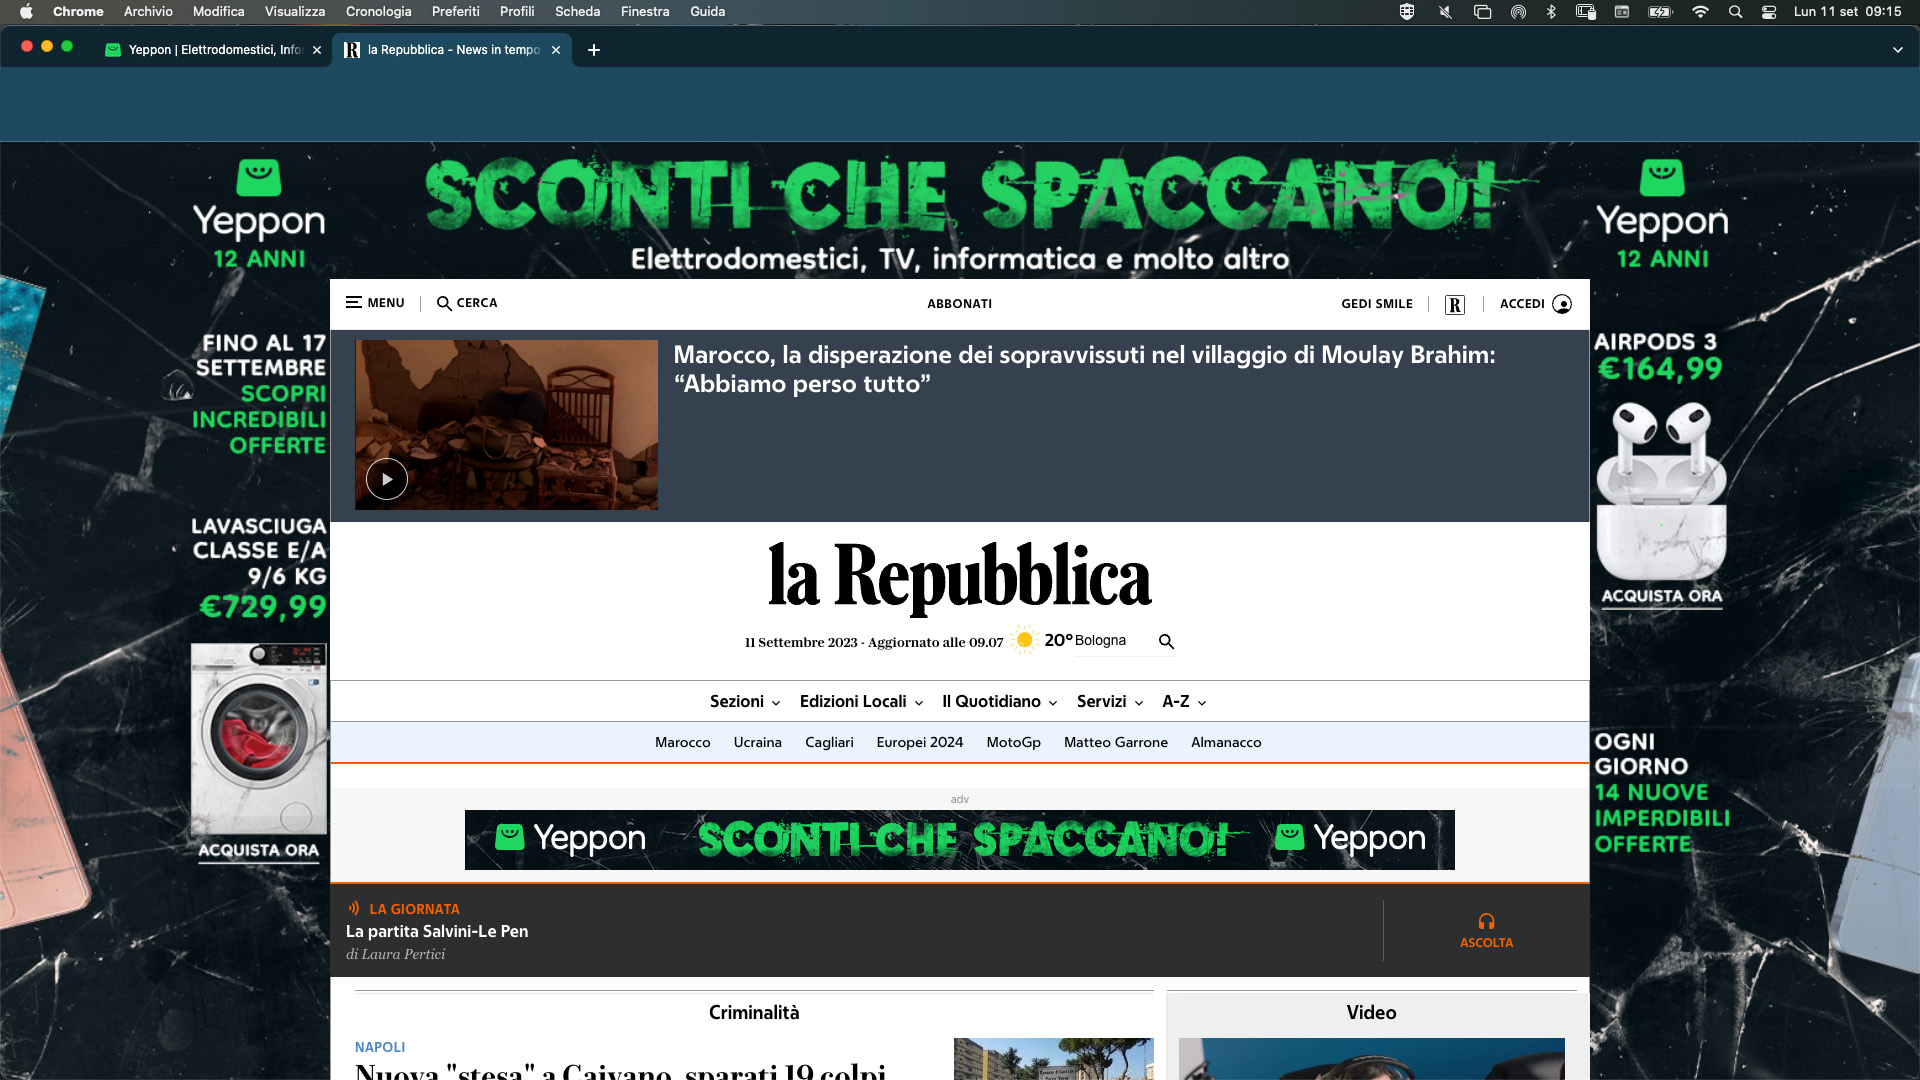 Chrome Archivio Modifica Visualizza Cronologia Preferiti Profili Scheda Finestra Guida Lun 11 set 09:15
Yeppon | Elettrodomestici, Info
la Repubblica - News in tempo
Yeppon
12 ANNI
SCONTI CHE SPACCANO!
Elettrodomestici, TV, informatica e molto altro
Yeppon
12 ANNI
MENU CERCA ABBONATI GEDI SMILE R ACCEDI
FINO AL 17
SETTEMBRE
SCOPRI
INCREDIBILI
OFFERTE
LAVASCIUGA
CLASSE E/A
9/6 KG
€729,99
ACQUISTA ORA
Marocco, la disperazione dei sopravvissuti nel villaggio di Moulay Brahim:
“Abbiamo perso tutto”
AIRPODS 3
€164,99
ACQUISTA ORA
OGNI
GIORNO
14 NUOVE
IMPERDIBILI
OFFERTE
la Repubblica
11 Settembre 2023 - Aggiornato alle 09.07 20° Bologna
Sezioni Edizioni Locali Il Quotidiano Servizi A-Z
Marocco Ucraina Cagliari Europei 2024 MotoGp Matteo Garrone Almanacco
adv
Yeppon SCONTI CHE SPACCANO! Yeppon
LA GIORNATA
La partita Salvini-Le Pen
di Laura Pertici
ASCOLTA
Criminalità
NAPOLI
Nuova "stesa" a Caivano, sparati 19 colpi
Video